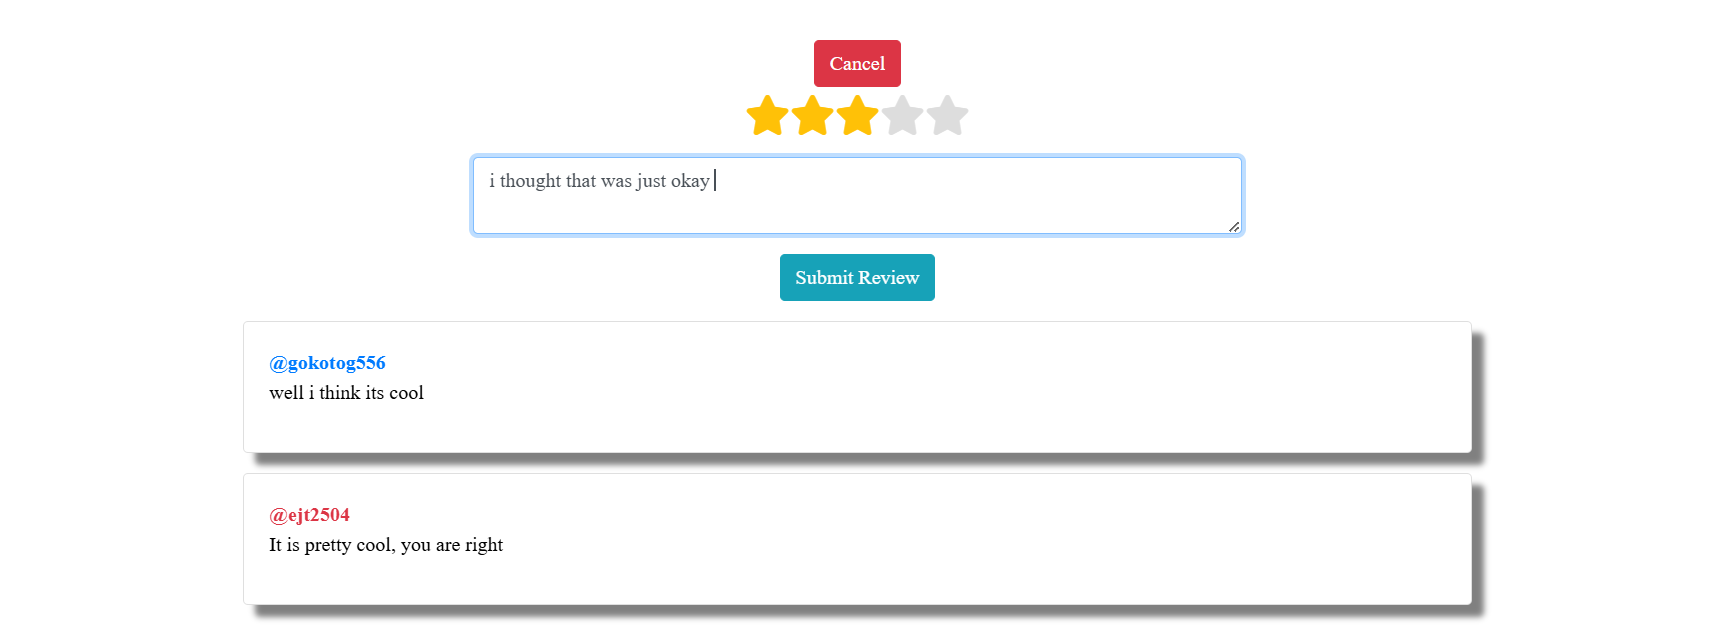 Cancel
i thought that was just okay
Submit Review
@gokotog556
well i think its cool
@ejt2504
It is pretty cool, you are right